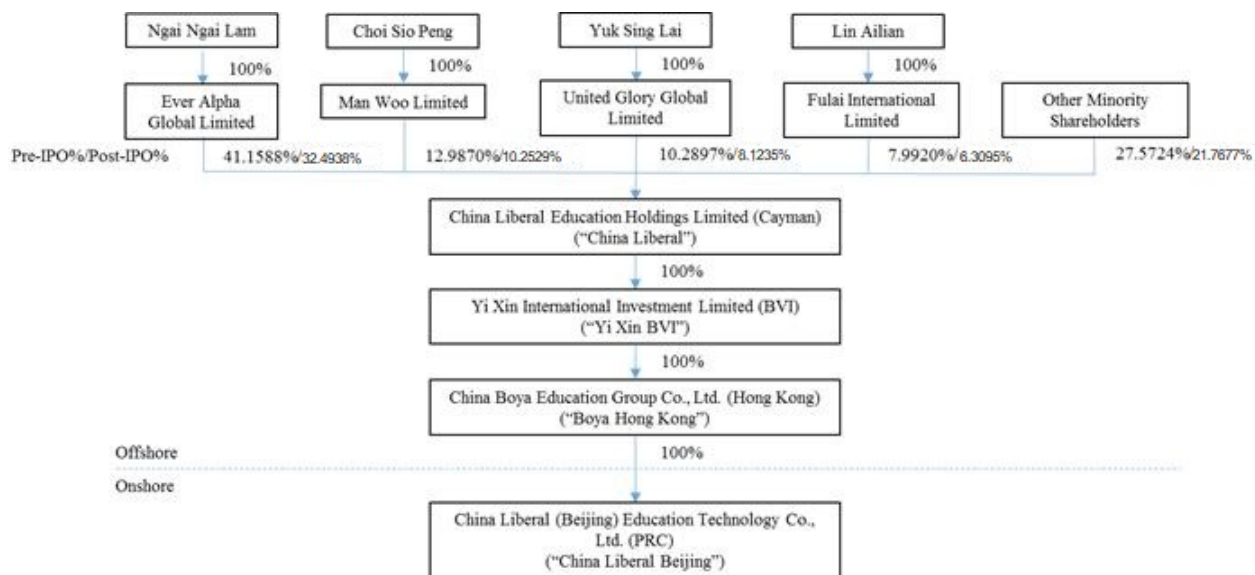 Ngai Ngai Lam
Choi Sio Peng
Yuk Sing Lai
Lin Ailian
100%
100%
100%
100%
Ever Alpha
Global Limited
Man Woo Limited
United Glory Global
Limited
Fulai International
Limited
Other Minority
Shareholders
Pre-IPO%/Post-IPO%
41.1588%/32.4938%
12.9870%/10.2529%
10.2897%/8.1235%
7.9920%/6.3095%
27.5724%/21.7677%
China Liberal Education Holdings Limited (Cayman)
(“China Liberal”)
100%
Yi Xin International Investment Limited (BVI)
(“Yi Xin BVI”)
100%
China Boya Education Group Co., Ltd. (Hong Kong)
(“Boya Hong Kong”)
Offshore
100%
Onshore
China Liberal (Beijing) Education Technology Co.,
Ltd. (PRC)
(“China Liberal Beijing”)